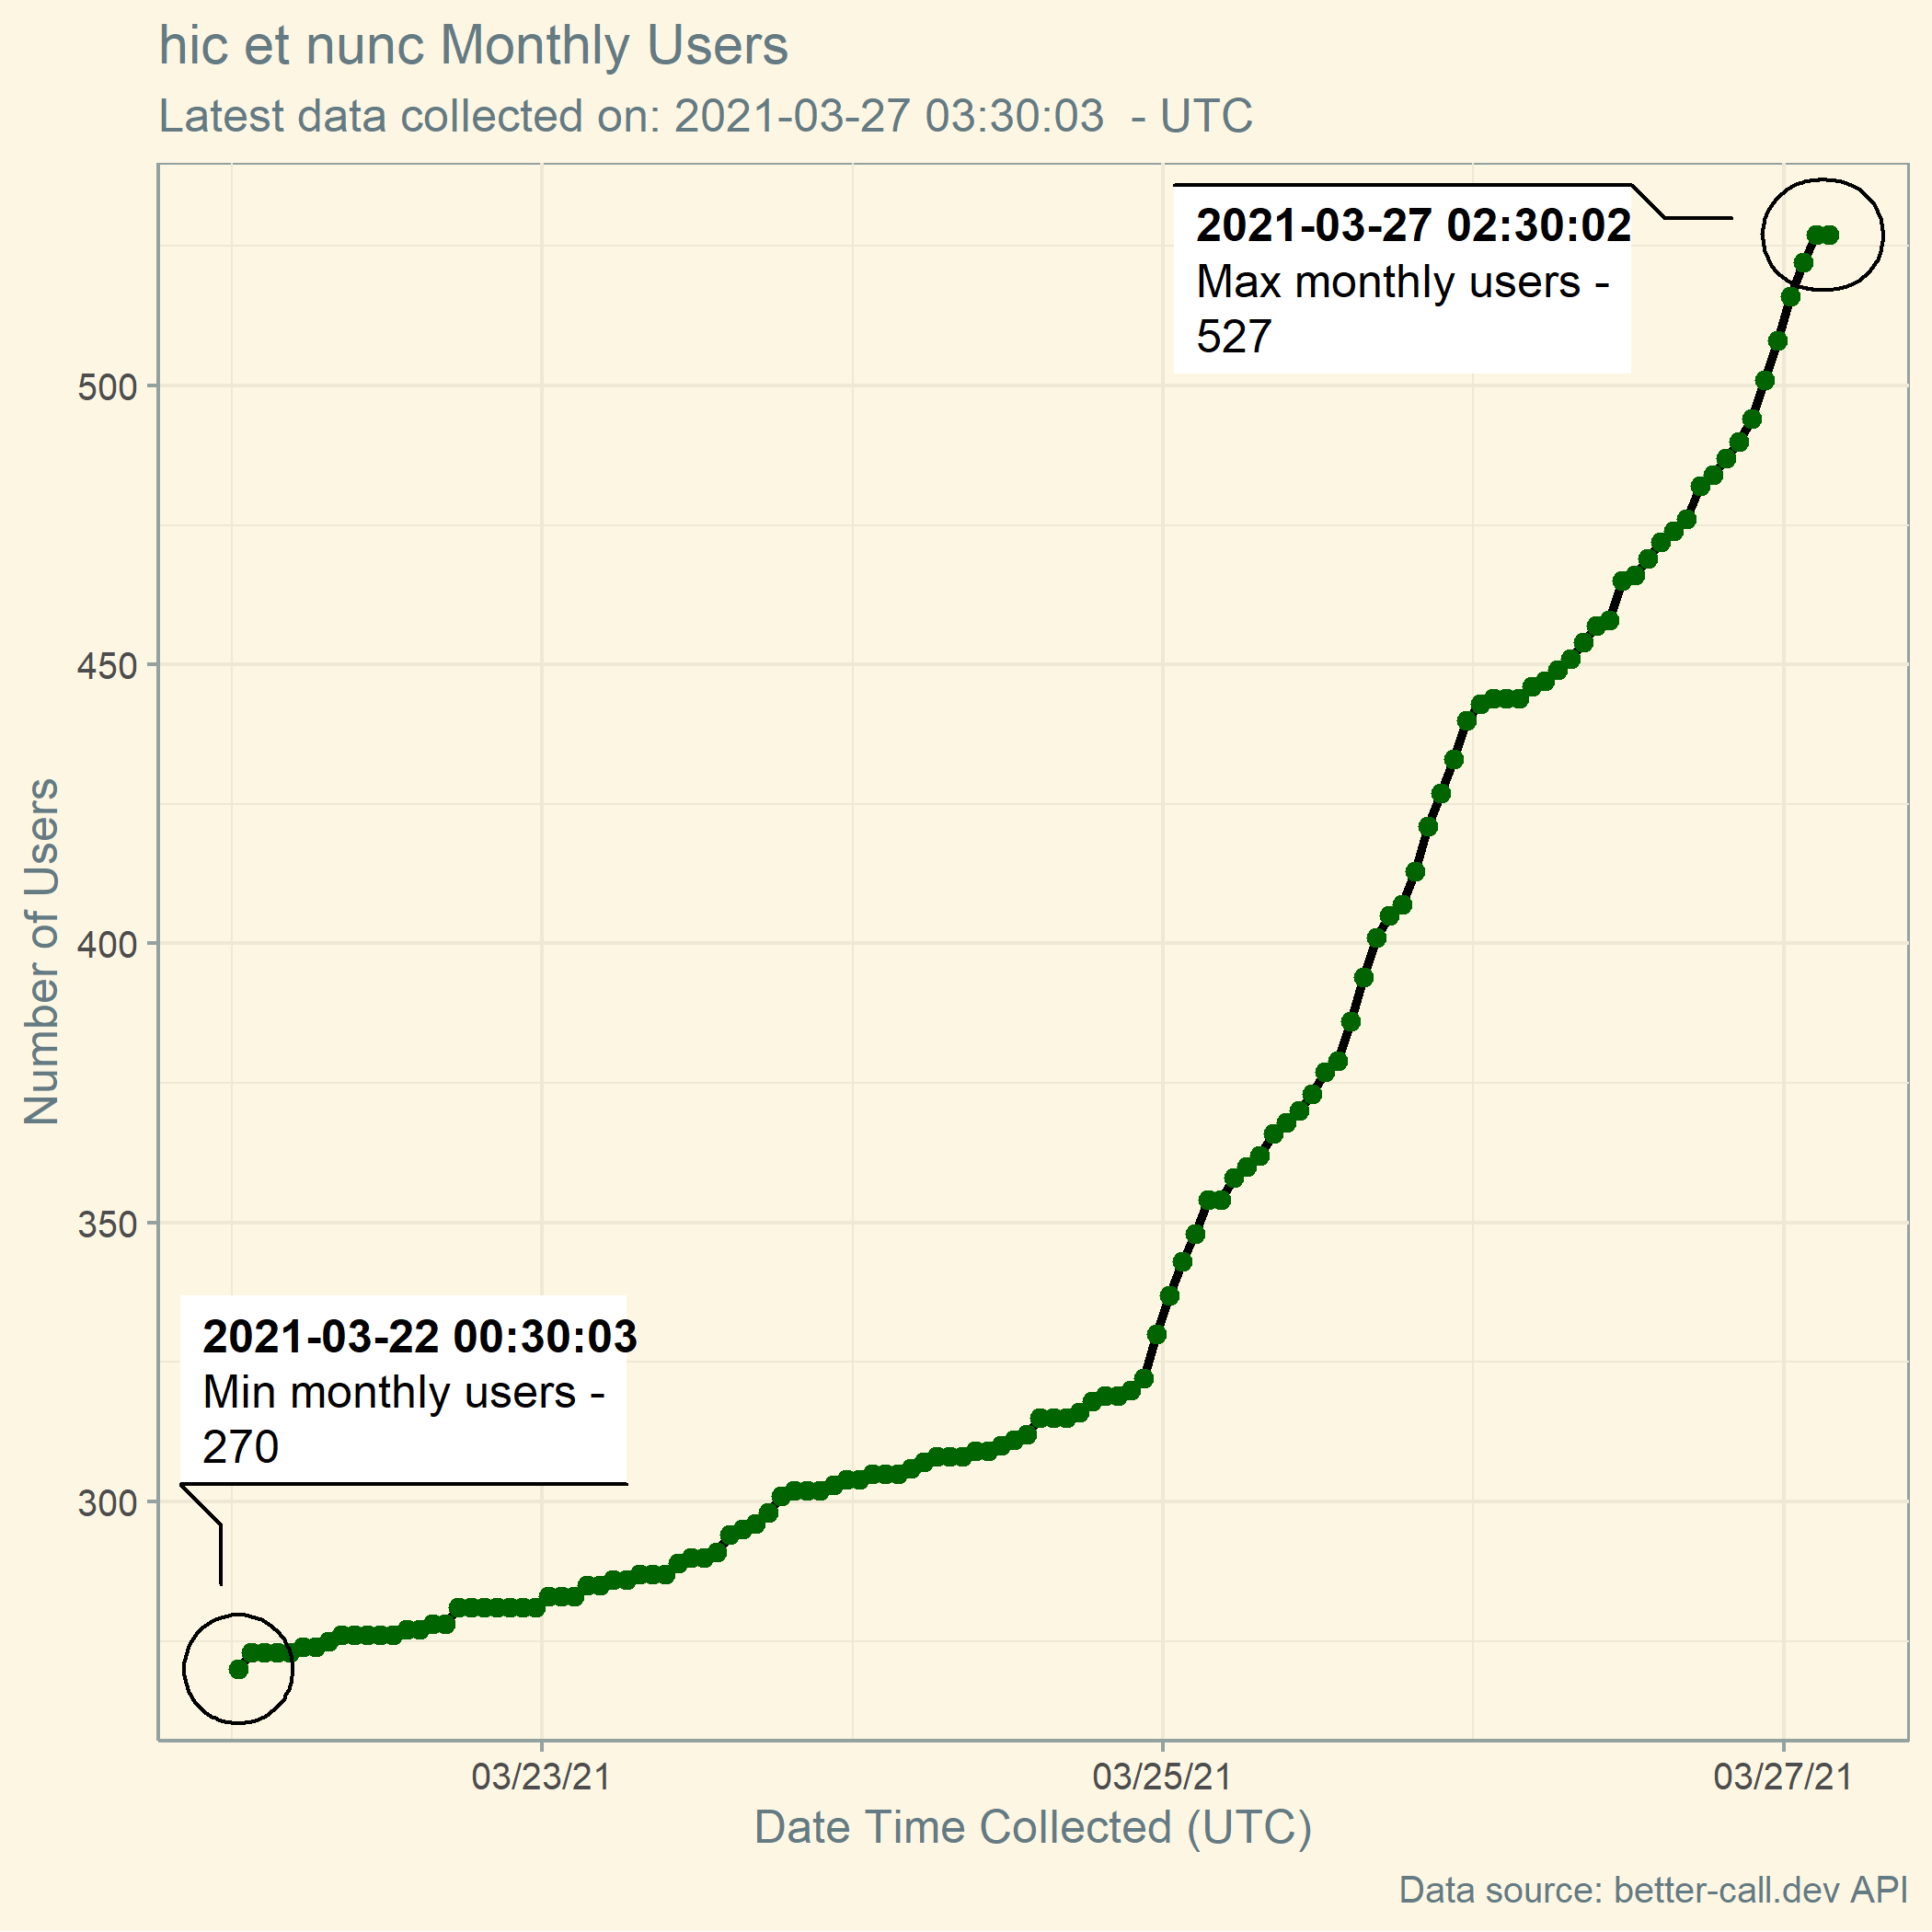 hic et nunc Monthly Users
Latest data collected on: 2021-03-27 03:30:03 - UTC
2021-03-27 02:30:02
Max monthly users -
527
500
450
400
350
300
Number of Users
2021-03-22 00:30:03
Min monthly users -
270
03/23/21
03/25/21
03/27/21
Date Time Collected (UTC)
Data source: better-call.dev API